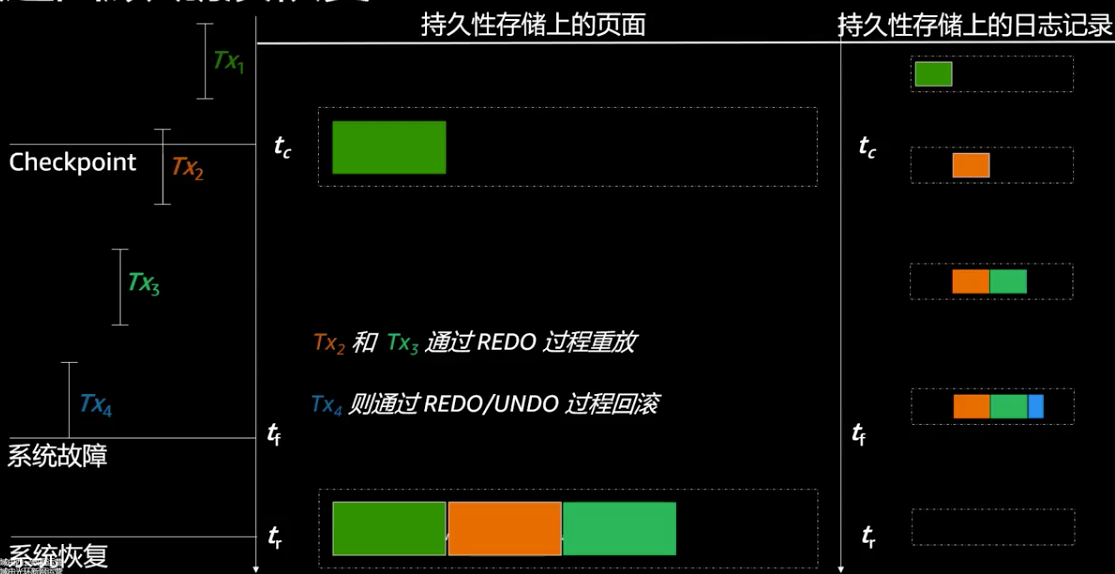 持久性存储上的页面
持久性存储上的日志记录
Tx1
tc
tc
Checkpoint
Tx2
Tx3
Tx2 和 Tx3 通过 REDO 过程重放
Tx4 则通过 REDO/UNDO 过程回滚
Tx4
tf
tf
系统故障
tr
tr
系统恢复